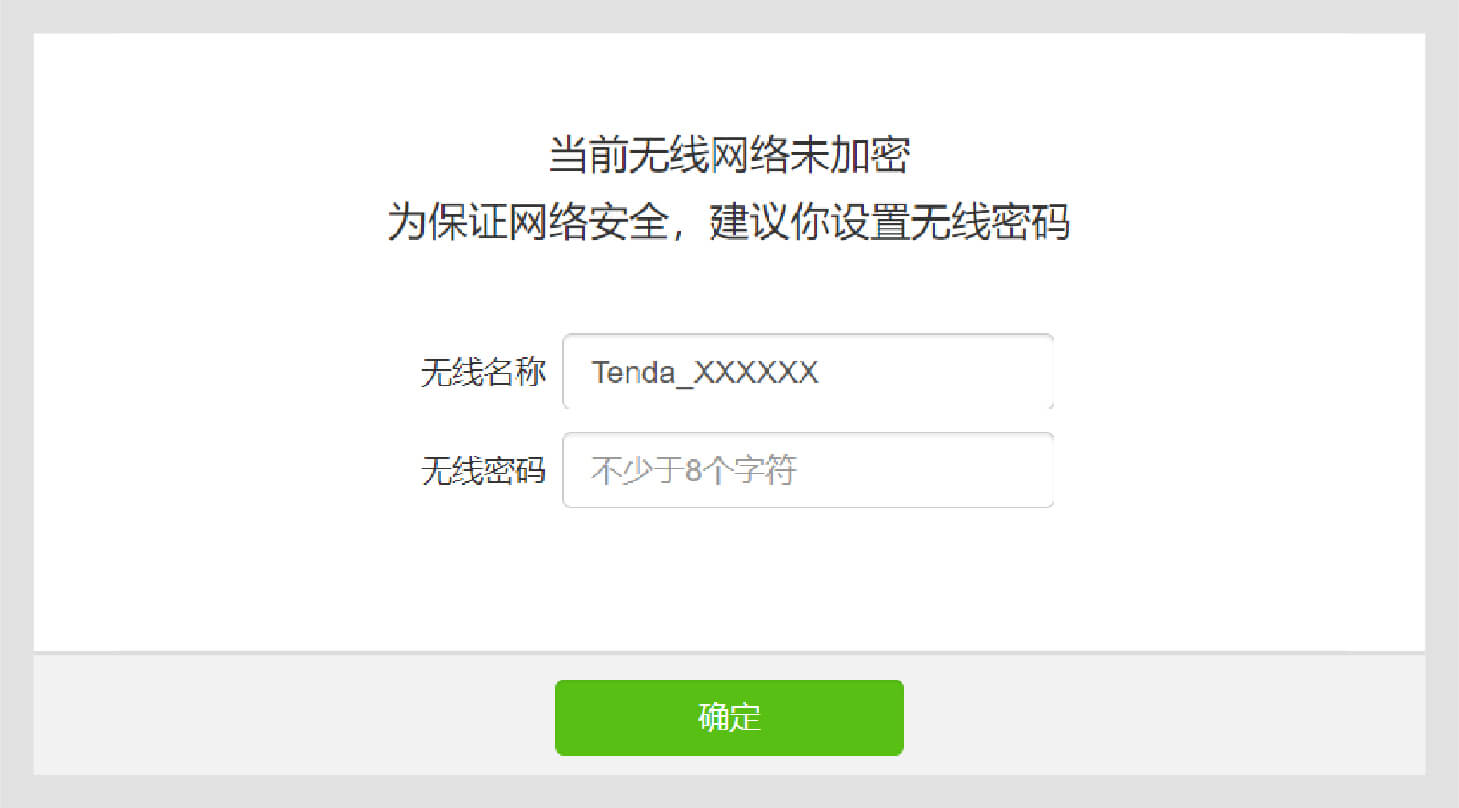 当前无线网络未加密
为保证网络安全，建议你设置无线密码
无线名称 Tenda_XXXXXX
无线密码 不少于8个字符
确定